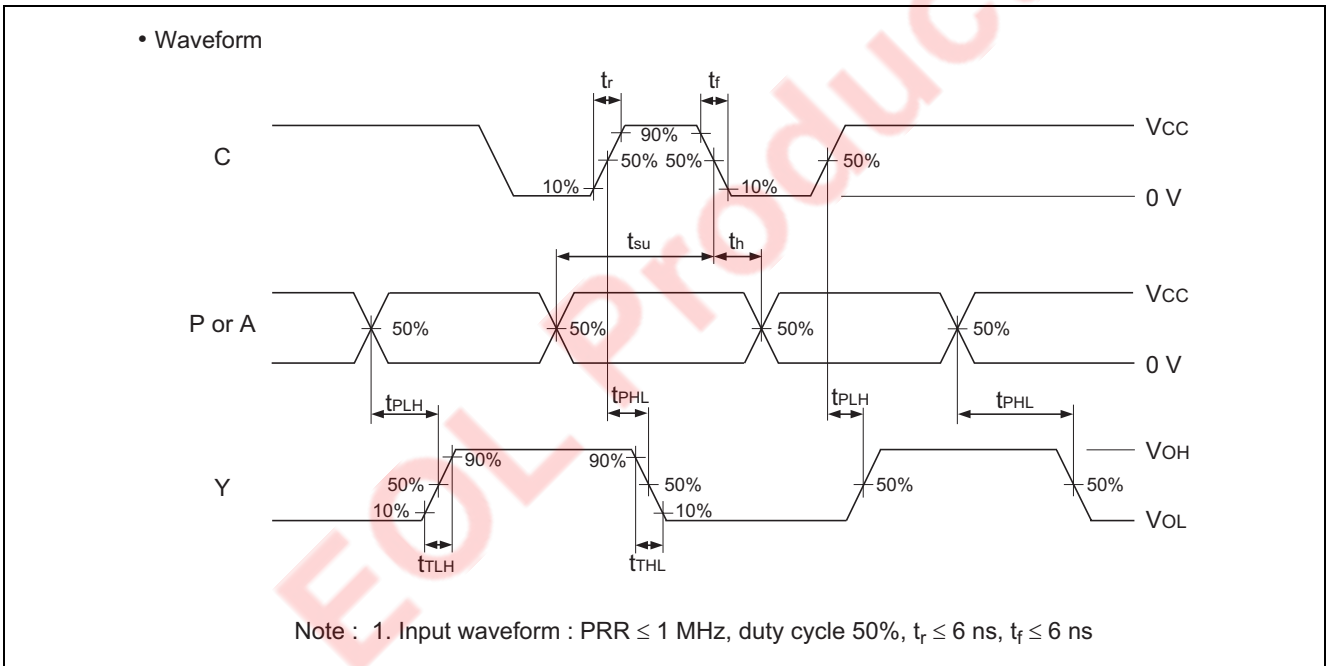 • Waveform
tr
tf
C
90%
50%
50%
10%
10%
50%
VCC
0 V
tsu
th
P or A
50%
50%
50%
50%
VCC
0 V
tPLH
tPHL
tPLH
tPHL
Y
90%
50%
10%
90%
50%
10%
50%
50%
VOH
VOL
tTLH
tTHL
Note : 1. Input waveform : PRR ≤ 1 MHz, duty cycle 50%, tr ≤ 6 ns, tf ≤ 6 ns
EOL Produc